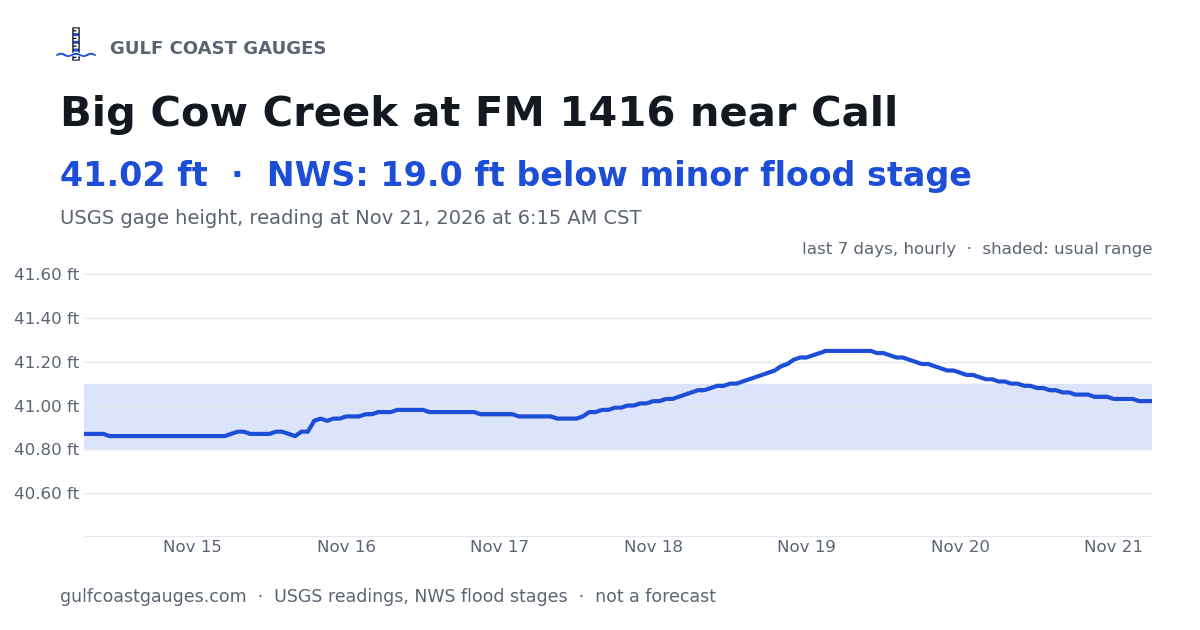 GULF COAST GAUGES
Big Cow Creek at FM 1416 near Call
41.02 ft · NWS: 19.0 ft below minor flood stage
USGS gage height, reading at Nov 21, 2026 at 6:15 AM CST
last 7 days, hourly · shaded: usual range
41.60 ft
41.40 ft
41.20 ft
41.00 ft
40.80 ft
40.60 ft
Nov 15 Nov 16 Nov 17 Nov 18 Nov 19 Nov 20 Nov 21
gulfcoastgauges.com · USGS readings, NWS flood stages · not a forecast